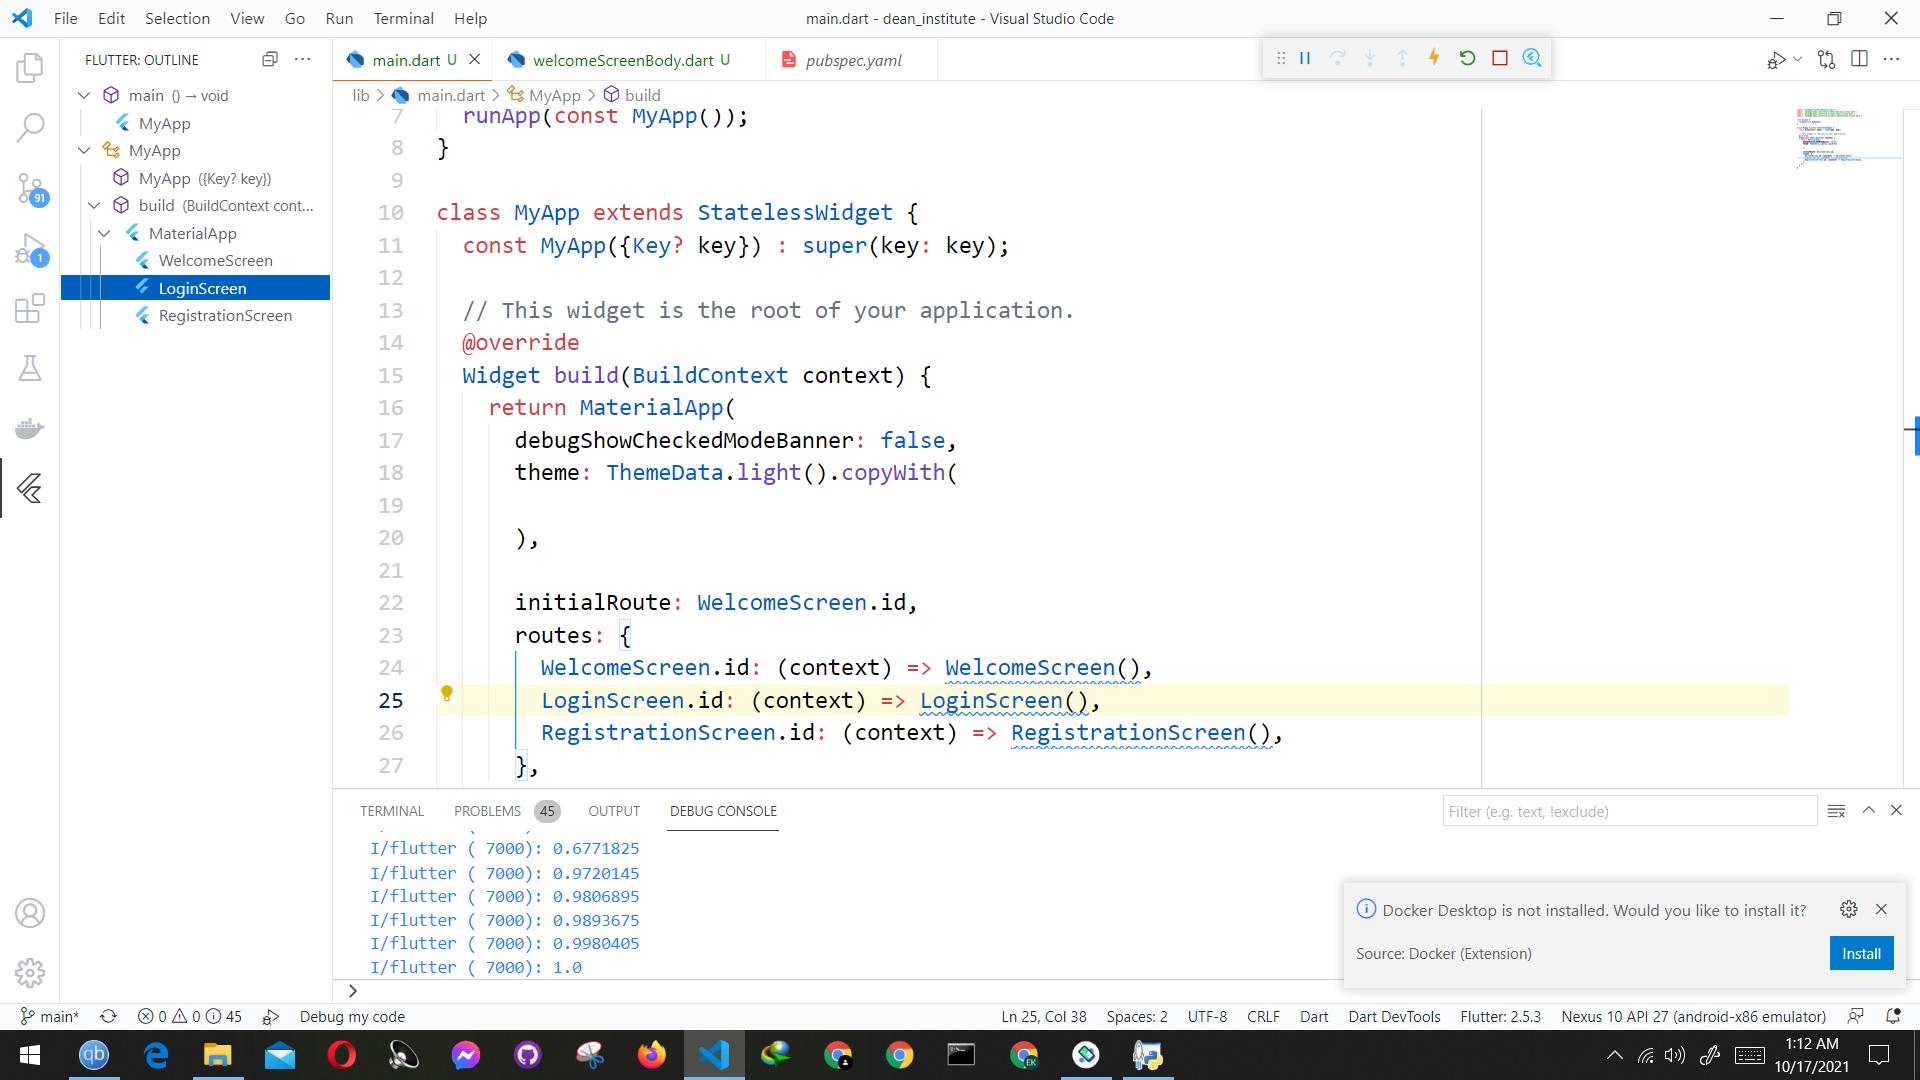 File Edit Selection View Go Run Terminal Help
main.dart - dean_institute - Visual Studio Code
FLUTTER: OUTLINE
main () → void
MyApp
MyApp
MyApp ({Key? key})
build (BuildContext cont...
MaterialApp
WelcomeScreen
LoginScreen
RegistrationScreen
91
1
main.dart U
welcomeScreenBody.dart U
pubspec.yaml
lib > main.dart > MyApp > build
7 runApp(const MyApp());
8 }
9
10 class MyApp extends StatelessWidget {
11 const MyApp({Key? key}) : super(key: key);
12
13 // This widget is the root of your application.
14 @override
15 Widget build(BuildContext context) {
16 return MaterialApp(
17 debugShowCheckedModeBanner: false,
18 theme: ThemeData.light().copyWith(
19
20 ),
21
22 initialRoute: WelcomeScreen.id,
23 routes: {
24 WelcomeScreen.id: (context) => WelcomeScreen(),
25 LoginScreen.id: (context) => LoginScreen(),
26 RegistrationScreen.id: (context) => RegistrationScreen(),
27 },
TERMINAL PROBLEMS 45 OUTPUT DEBUG CONSOLE
Filter (e.g. text, !exclude)
I/flutter ( 7000): 0.6771825
I/flutter ( 7000): 0.9720145
I/flutter ( 7000): 0.9806895
I/flutter ( 7000): 0.9893675
I/flutter ( 7000): 0.9980405
I/flutter ( 7000): 1.0
>
Docker Desktop is not installed. Would you like to install it?
Source: Docker (Extension)
Install
main* 0 0 45 Debug my code
Ln 25, Col 38 Spaces: 2 UTF-8 CRLF Dart Dart DevTools Flutter: 2.5.3 Nexus 10 API 27 (android-x86 emulator)
qb
EK
1:12 AM
10/17/2021